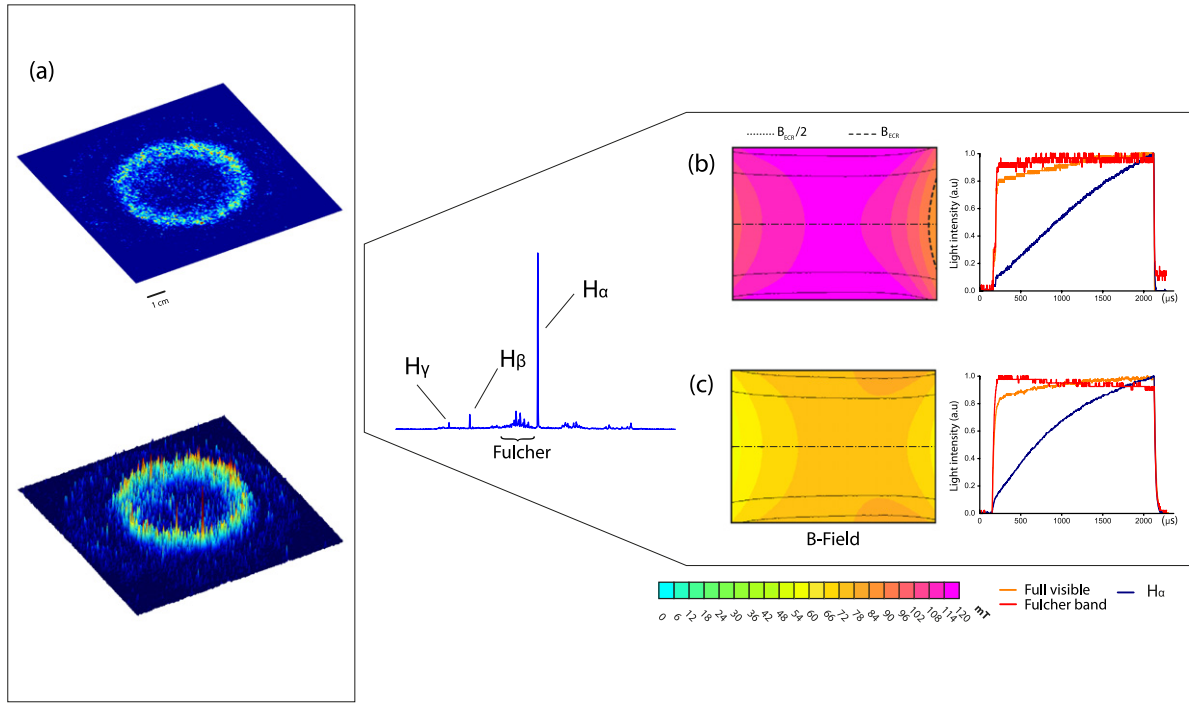 (a)
1 cm
Hγ
Hβ
Hα
Fulcher
B_ECR/2
B_ECR
(b)
Light intensity (a.u)
1.0
0.8
0.6
0.4
0.2
0
0
500
1000
1500
2000
(μs)
(c)
Light intensity (a.u)
1.0
0.8
0.6
0.4
0.2
0
0
500
1000
1500
2000
(μs)
B-Field
0 6 12 18 24 30 36 42 48 54 60 66 72 78 84 90 96 102 108 114 120 mT
Full visible
Hα
Fulcher band